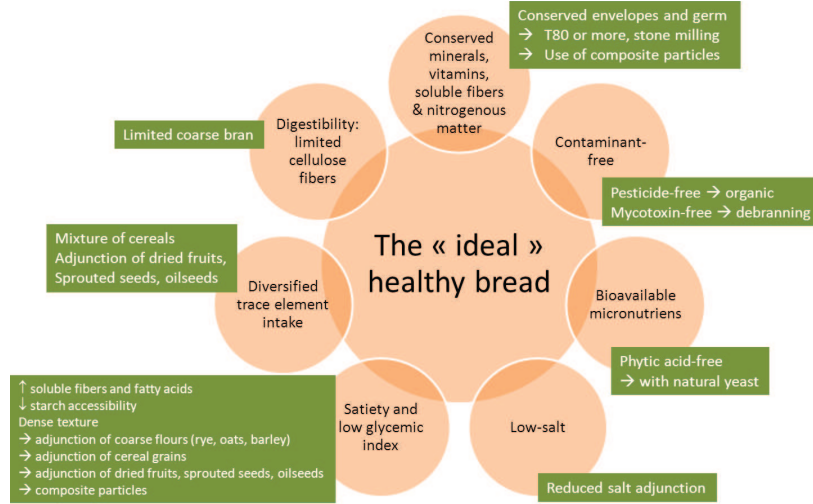 Conserved envelopes and germ
→ T80 or more, stone milling
→ Use of composite particles
Conserved
minerals,
vitamins,
soluble fibers
& nitrogenous
matter
Limited coarse bran
Digestibility:
limited
cellulose
fibers
Contaminant-
free
Pesticide-free → organic
Mycotoxin-free → debranning
The « ideal »
healthy bread
Mixture of cereals
Adjunction of dried fruits,
Sprouted seeds, oilseeds
Diversified
trace element
intake
Bioavailable
micronutriens
Phytic acid-free
→ with natural yeast
↑ soluble fibers and fatty acids
↓ starch accessibility
Dense texture
→ adjunction of coarse flours (rye, oats, barley)
→ adjunction of cereal grains
→ adjunction of dried fruits, sprouted seeds, oilseeds
→ composite particles
Satiety and
low glycemic
index
Low-salt
Reduced salt adjunction